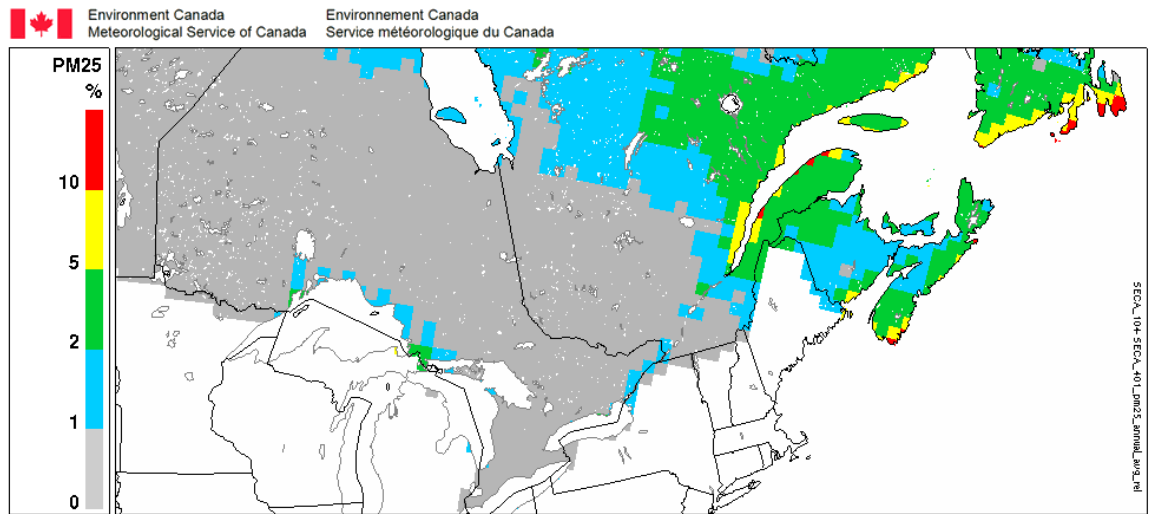 Environment Canada
Meteorological Service of Canada
Environnement Canada
Service météorologique du Canada
PM25
%
10
5
2
1
0
SECA_104-SECA_401_pm25_annual_avg_rel